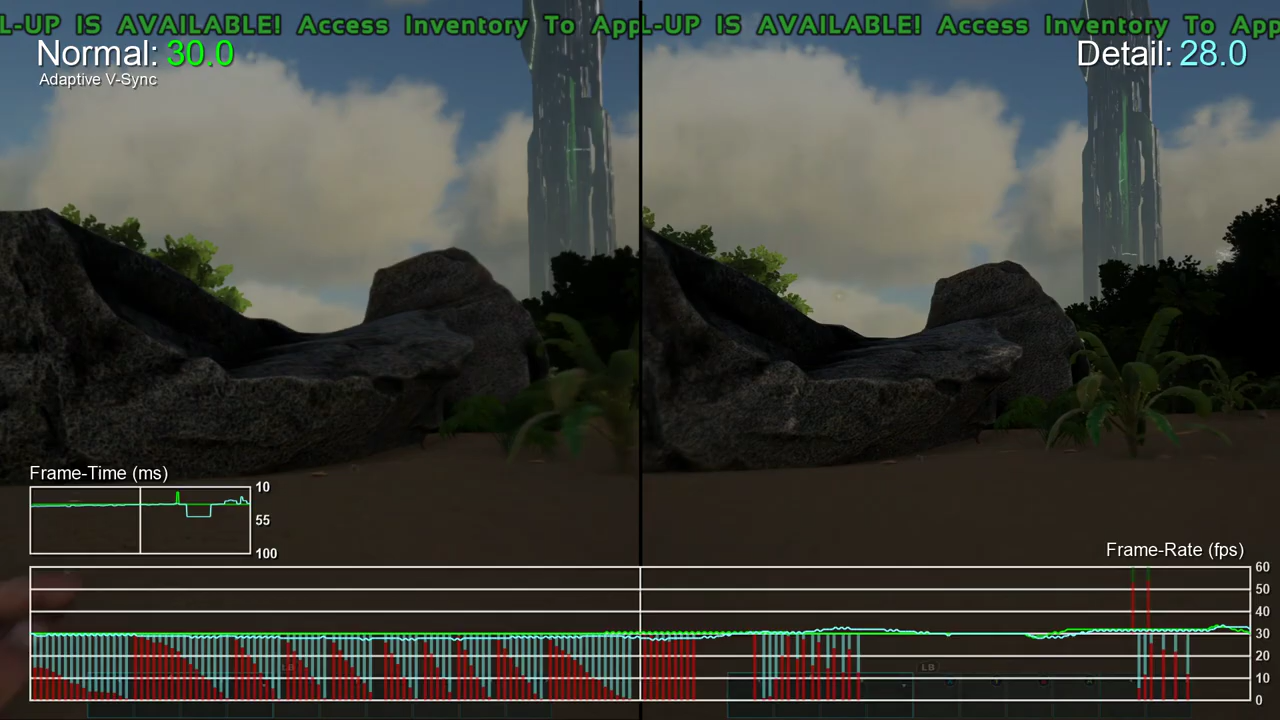 L-UP IS AVAILABLE! Access Inventory To App
L-UP IS AVAILABLE! Access Inventory To App
Normal: 30.0
Adaptive V-Sync
Detail: 28.0
Frame-Time (ms)
10
55
100
Frame-Rate (fps)
60
50
40
30
20
10
0
LB
LB